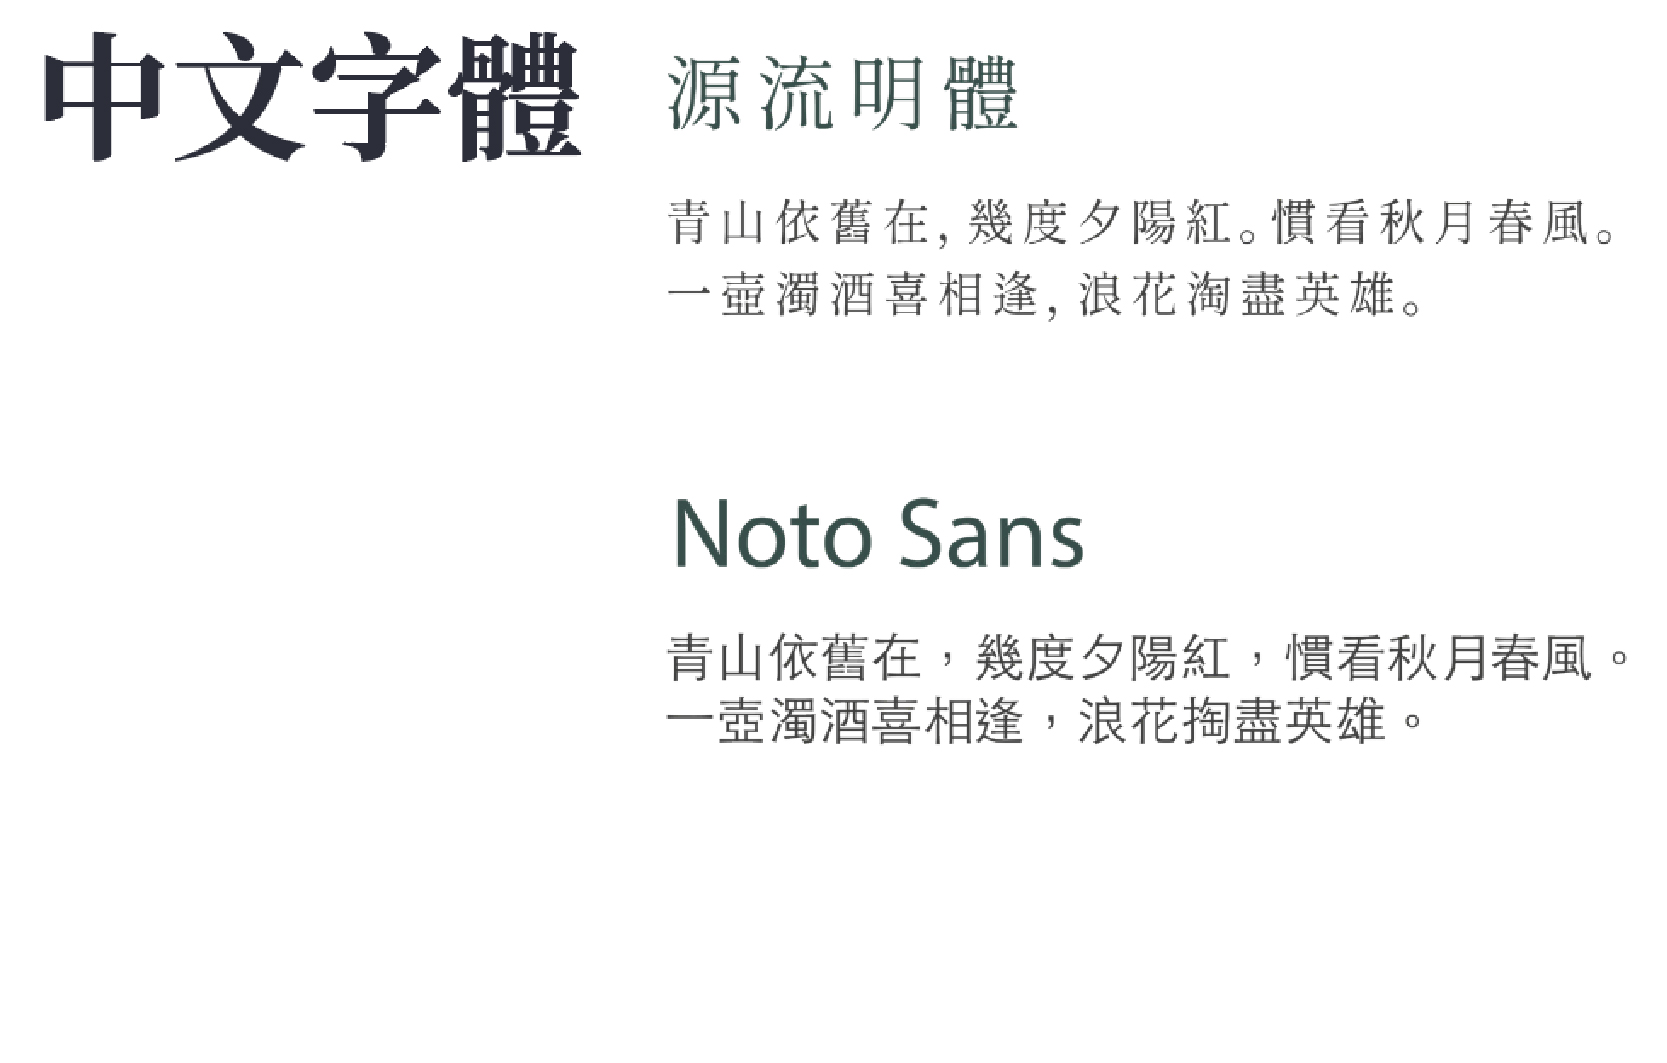 中文字體
源流明體
青山依舊在,幾度夕陽紅。慣看秋月春風。
一壺濁酒喜相逢,浪花淘盡英雄。
Noto Sans
青山依舊在，幾度夕陽紅，慣看秋月春風。
一壺濁酒喜相逢，浪花掏盡英雄。